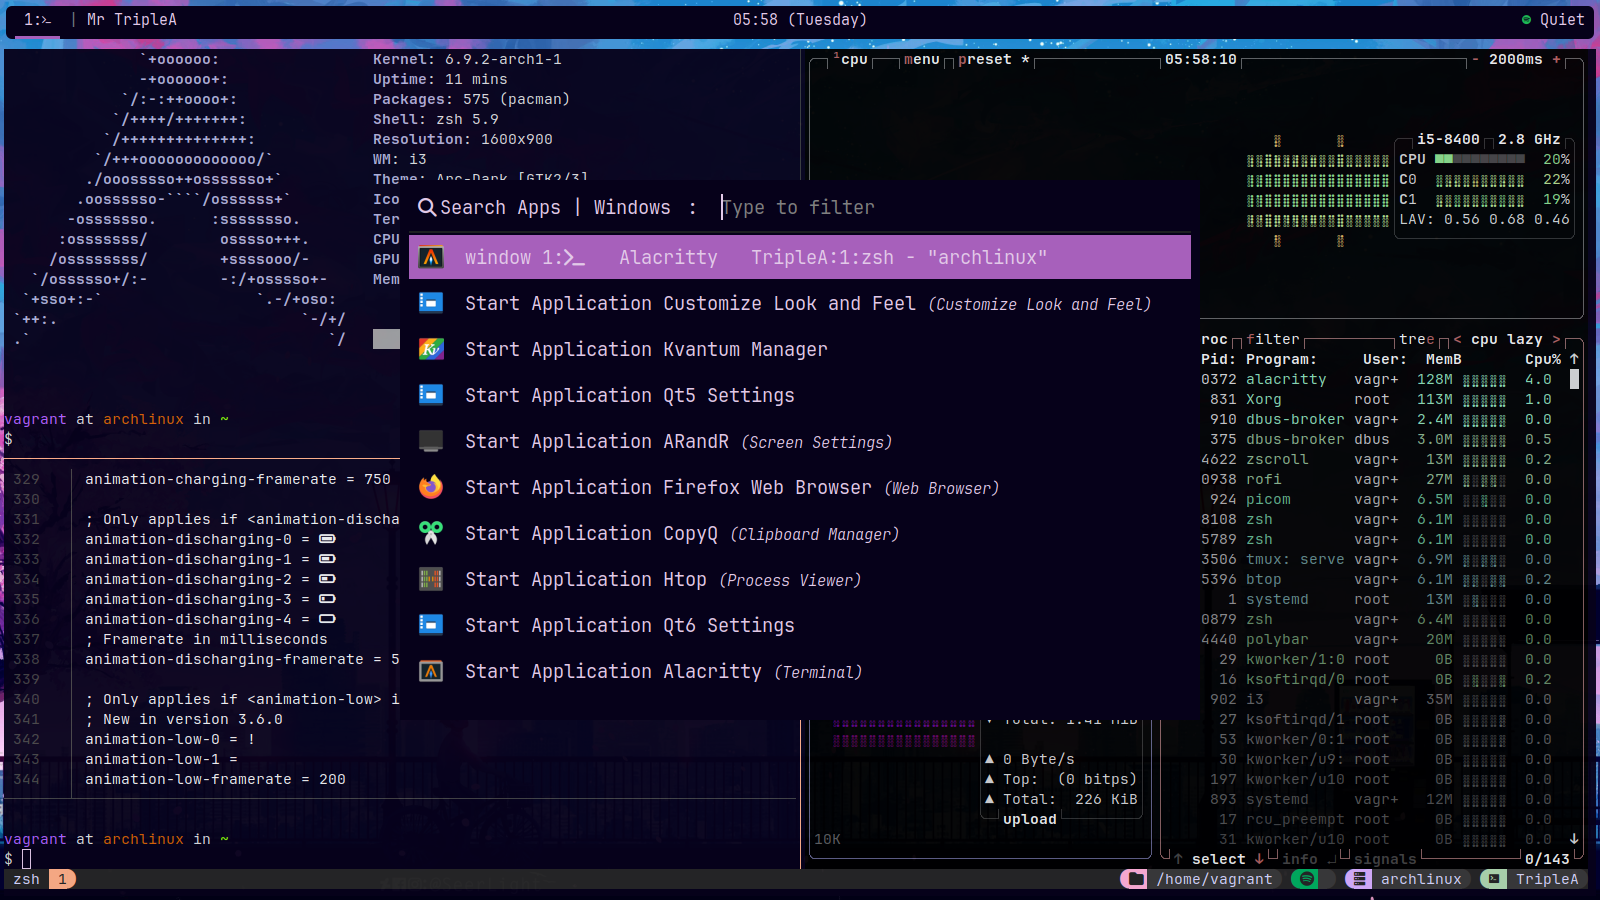 1: | Mr TripleA
05:58 (Tuesday)
Quiet
Kernel: 6.9.2-arch1-1
Uptime: 11 mins
Packages: 575 (pacman)
Shell: zsh 5.9
Resolution: 1600x900
WM: i3
Theme: Arc-Dark [GTK2/3]
Ico
Ter
CPU
GPU
Mem
`+oooooo:
-+oooooo+:
`/:-:++oooo+:
`/++++/+++++++:
`/++++++++++++++:
`/+++ooooooooooooo/`
./ooosssso++osssssso+`
.oossssso-````/ossssss+`
-osssssso.      :ssssssso.
:osssssss/        osssso+++.
/ossssssss/        +ssssooo/-
`/ossssso+/:-        -:/+osssso+-
`+sso+:-`                 `.-/+oso:
`++:.                           `-/+/
.`                                 `/
vagrant at archlinux in ~
$
329 animation-charging-framerate = 750
330
331 ; Only applies if <animation-discha
332 animation-discharging-0 =
333 animation-discharging-1 =
334 animation-discharging-2 =
335 animation-discharging-3 =
336 animation-discharging-4 =
337 ; Framerate in milliseconds
338 animation-discharging-framerate = 5
339
340 ; Only applies if <animation-low> i
341 ; New in version 3.6.0
342 animation-low-0 = !
343 animation-low-1 =
344 animation-low-framerate = 200
vagrant at archlinux in ~
$
Search Apps | Windows : Type to filter
window 1: Alacritty TripleA:1:zsh - "archlinux"
Start Application Customize Look and Feel (Customize Look and Feel)
Start Application Kvantum Manager
Start Application Qt5 Settings
Start Application ARandR (Screen Settings)
Start Application Firefox Web Browser (Web Browser)
Start Application CopyQ (Clipboard Manager)
Start Application Htop (Process Viewer)
Start Application Qt6 Settings
Start Application Alacritty (Terminal)
¹cpu menu preset * 05:58:10 - 2000ms +
i5-8400 2.8 GHz
CPU 20%
C0 22%
C1 19%
LAV: 0.56 0.68 0.46
roc filter tree < cpu lazy >
Pid: Program: User: MemB Cpu% ↑
0372 alacritty vagr+ 128M 4.0
831 Xorg root 113M 1.0
910 dbus-broker vagr+ 2.4M 0.0
375 dbus-broker dbus 3.0M 0.5
4622 zscroll vagr+ 13M 0.2
0938 rofi vagr+ 27M 0.0
924 picom vagr+ 6.5M 0.0
8108 zsh vagr+ 6.1M 0.0
5789 zsh vagr+ 6.1M 0.0
3506 tmux: serve vagr+ 6.9M 0.0
5396 btop vagr+ 6.1M 0.2
1 systemd root 13M 0.0
0879 zsh vagr+ 6.4M 0.0
4440 polybar vagr+ 20M 0.0
29 kworker/1:0 root 0B 0.0
16 ksoftirqd/0 root 0B 0.2
902 i3 vagr+ 35M 0.0
27 ksoftirqd/1 root 0B 0.0
53 kworker/0:1 root 0B 0.0
30 kworker/u9: root 0B 0.0
197 kworker/u10 root 0B 0.0
893 systemd vagr+ 12M 0.0
17 rcu_preempt root 0B 0.0
31 kworker/u10 root 0B 0.0 ↓
↑ select ↓ info ↵ signals 0/143
▼ Total: 1.41 MiB
▲ 0 Byte/s
▲ Top: (0 bitps)
▲ Total: 226 KiB
upload
10K
zsh 1
/home/vagrant
archlinux
TripleA